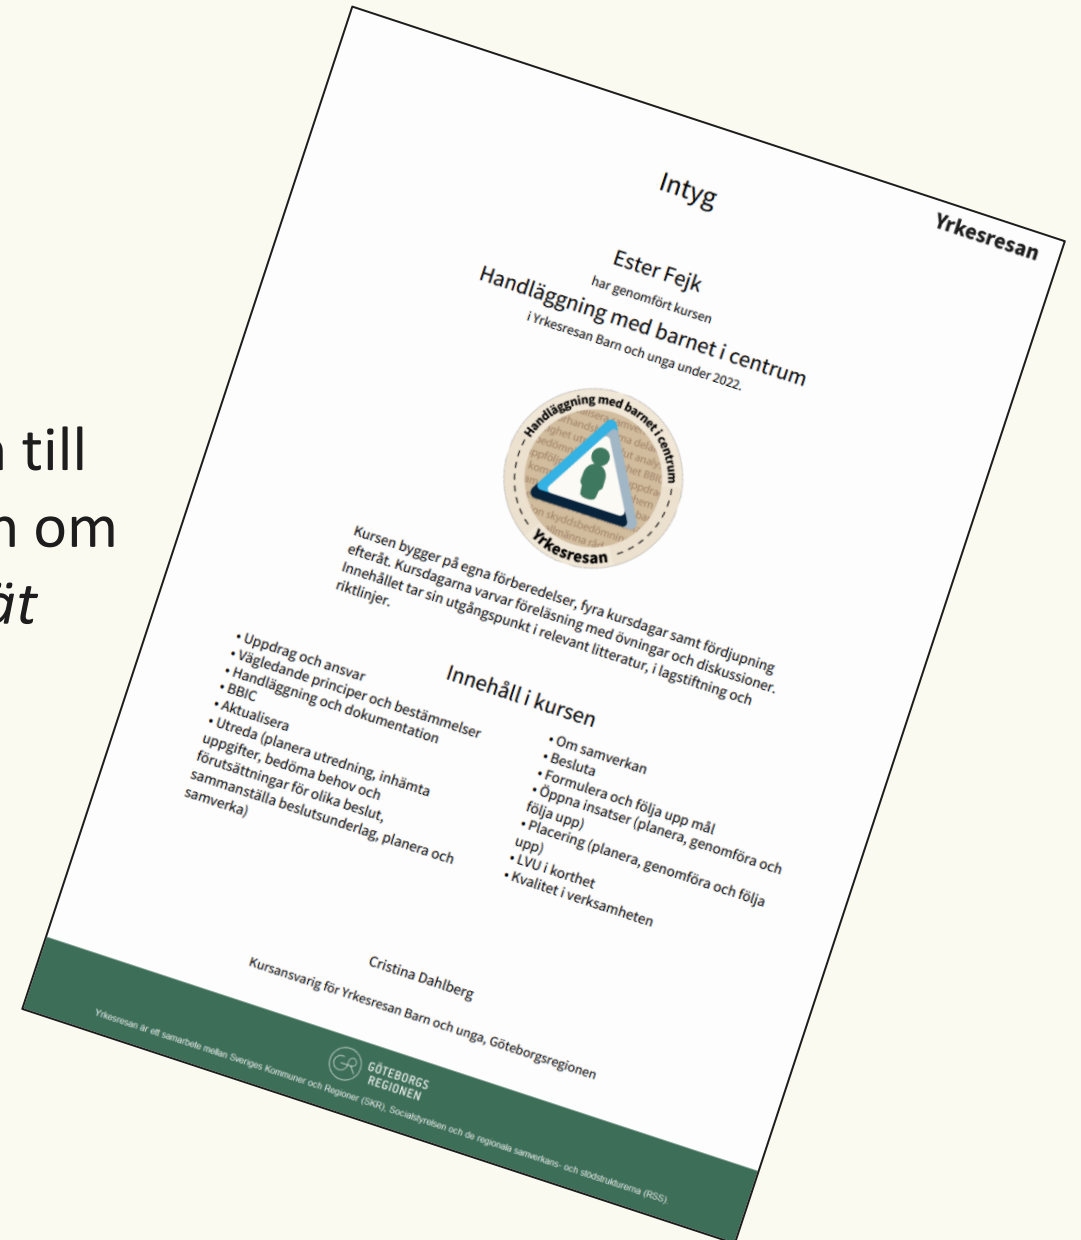 till
om
Intyg
Yrkesresan
Ester Fejk
har genomfört kursen
Handläggning med barnet i centrum
i Yrkesresan Barn och unga under 2022.
Handläggning med barnet i centrum
Yrkesresan
Kursen bygger på egna förberedelser, fyra kursdagar samt fördjupning
efteråt. Kursdagarna varvar föreläsning med övningar och diskussioner.
Innehållet tar sin utgångspunkt i relevant litteratur, i lagstiftning och
riktlinjer.
Innehåll i kursen
• Uppdrag och ansvar
• Vägledande principer och bestämmelser
• Handläggning och dokumentation
• BBIC
• Aktualisera
• Utreda (planera utredning, inhämta
uppgifter, bedöma behov och
förutsättningar för olika beslut,
sammanställa beslutsunderlag, planera och
samverka)
• Om samverkan
• Besluta
• Formulera och följa upp mål
• Öppna insatser (planera, genomföra och
följa upp)
• Placering (planera, genomföra och följa
upp)
• LVU i korthet
• Kvalitet i verksamheten
Cristina Dahlberg
Kursansvarig för Yrkesresan Barn och unga, Göteborgsregionen
GR
GÖTEBORGS
REGIONEN
Yrkesresan är ett samarbete mellan Sveriges Kommuner och Regioner (SKR), Socialstyrelsen och de regionala samverkans- och stödstrukturerna (RSS).